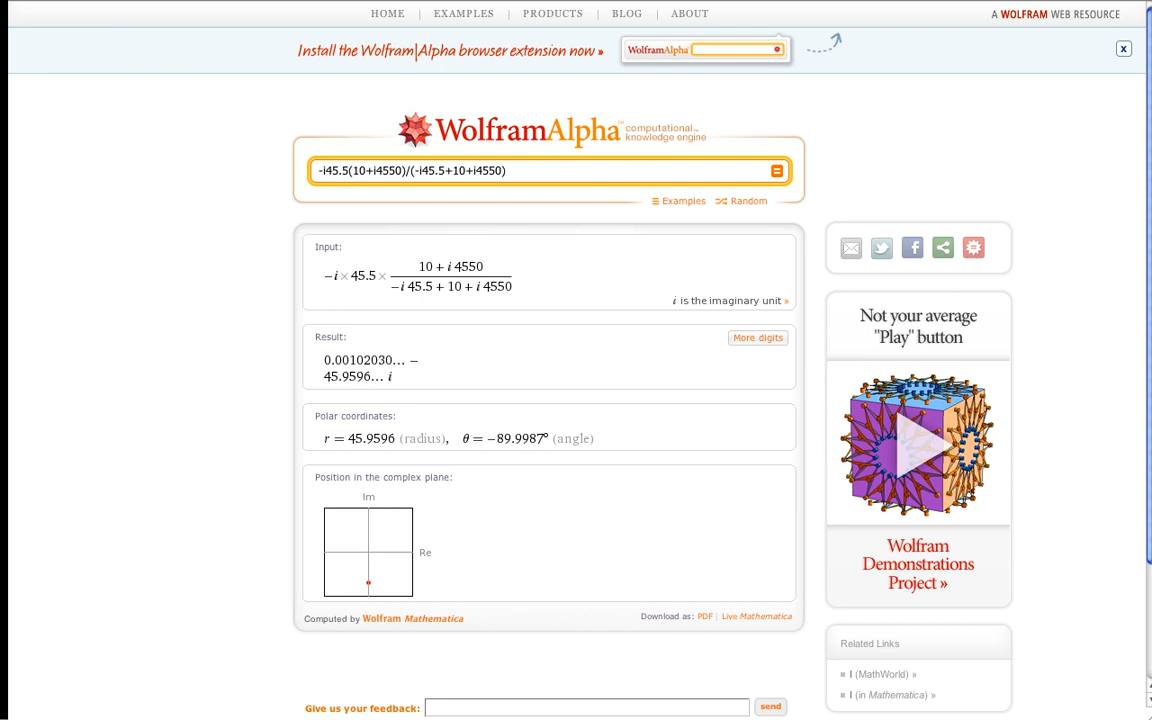 HOME | EXAMPLES | PRODUCTS | BLOG | ABOUT
A WOLFRAM WEB RESOURCE
Install the Wolfram|Alpha browser extension now »
WolframAlpha
x
WolframAlpha™ computational... knowledge engine
-i45.5(10+i4550)/(-i45.5+10+i4550)
=
Examples Random
Input:
−i × 45.5 × (10 + i 4550)/(−i 45.5 + 10 + i 4550)
i is the imaginary unit »
Result:
More digits
0.00102030... −
45.9596... i
Polar coordinates:
r = 45.9596 (radius), θ = −89.9987° (angle)
Position in the complex plane:
Im
Re
Computed by Wolfram Mathematica
Download as: PDF | Live Mathematica
Give us your feedback:
send
f
Not your average
"Play" button
Wolfram
Demonstrations
Project »
Related Links
I (MathWorld) »
I (in Mathematica) »